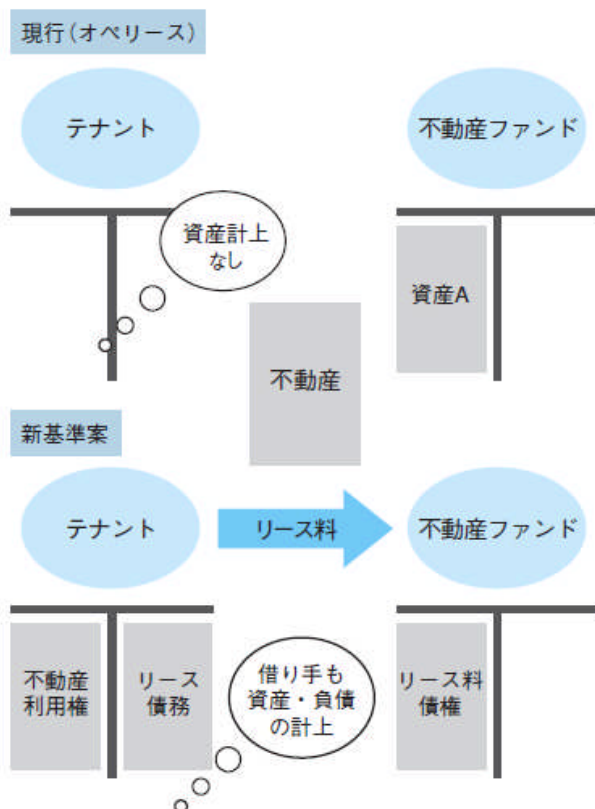 現行（オペリース）
テナント
不動産ファンド
資産計上
なし
資産A
不動産
新基準案
テナント
リース料
不動産ファンド
不動産
利用権
リース
債務
借り手も
資産・負債
の計上
リース料
債権